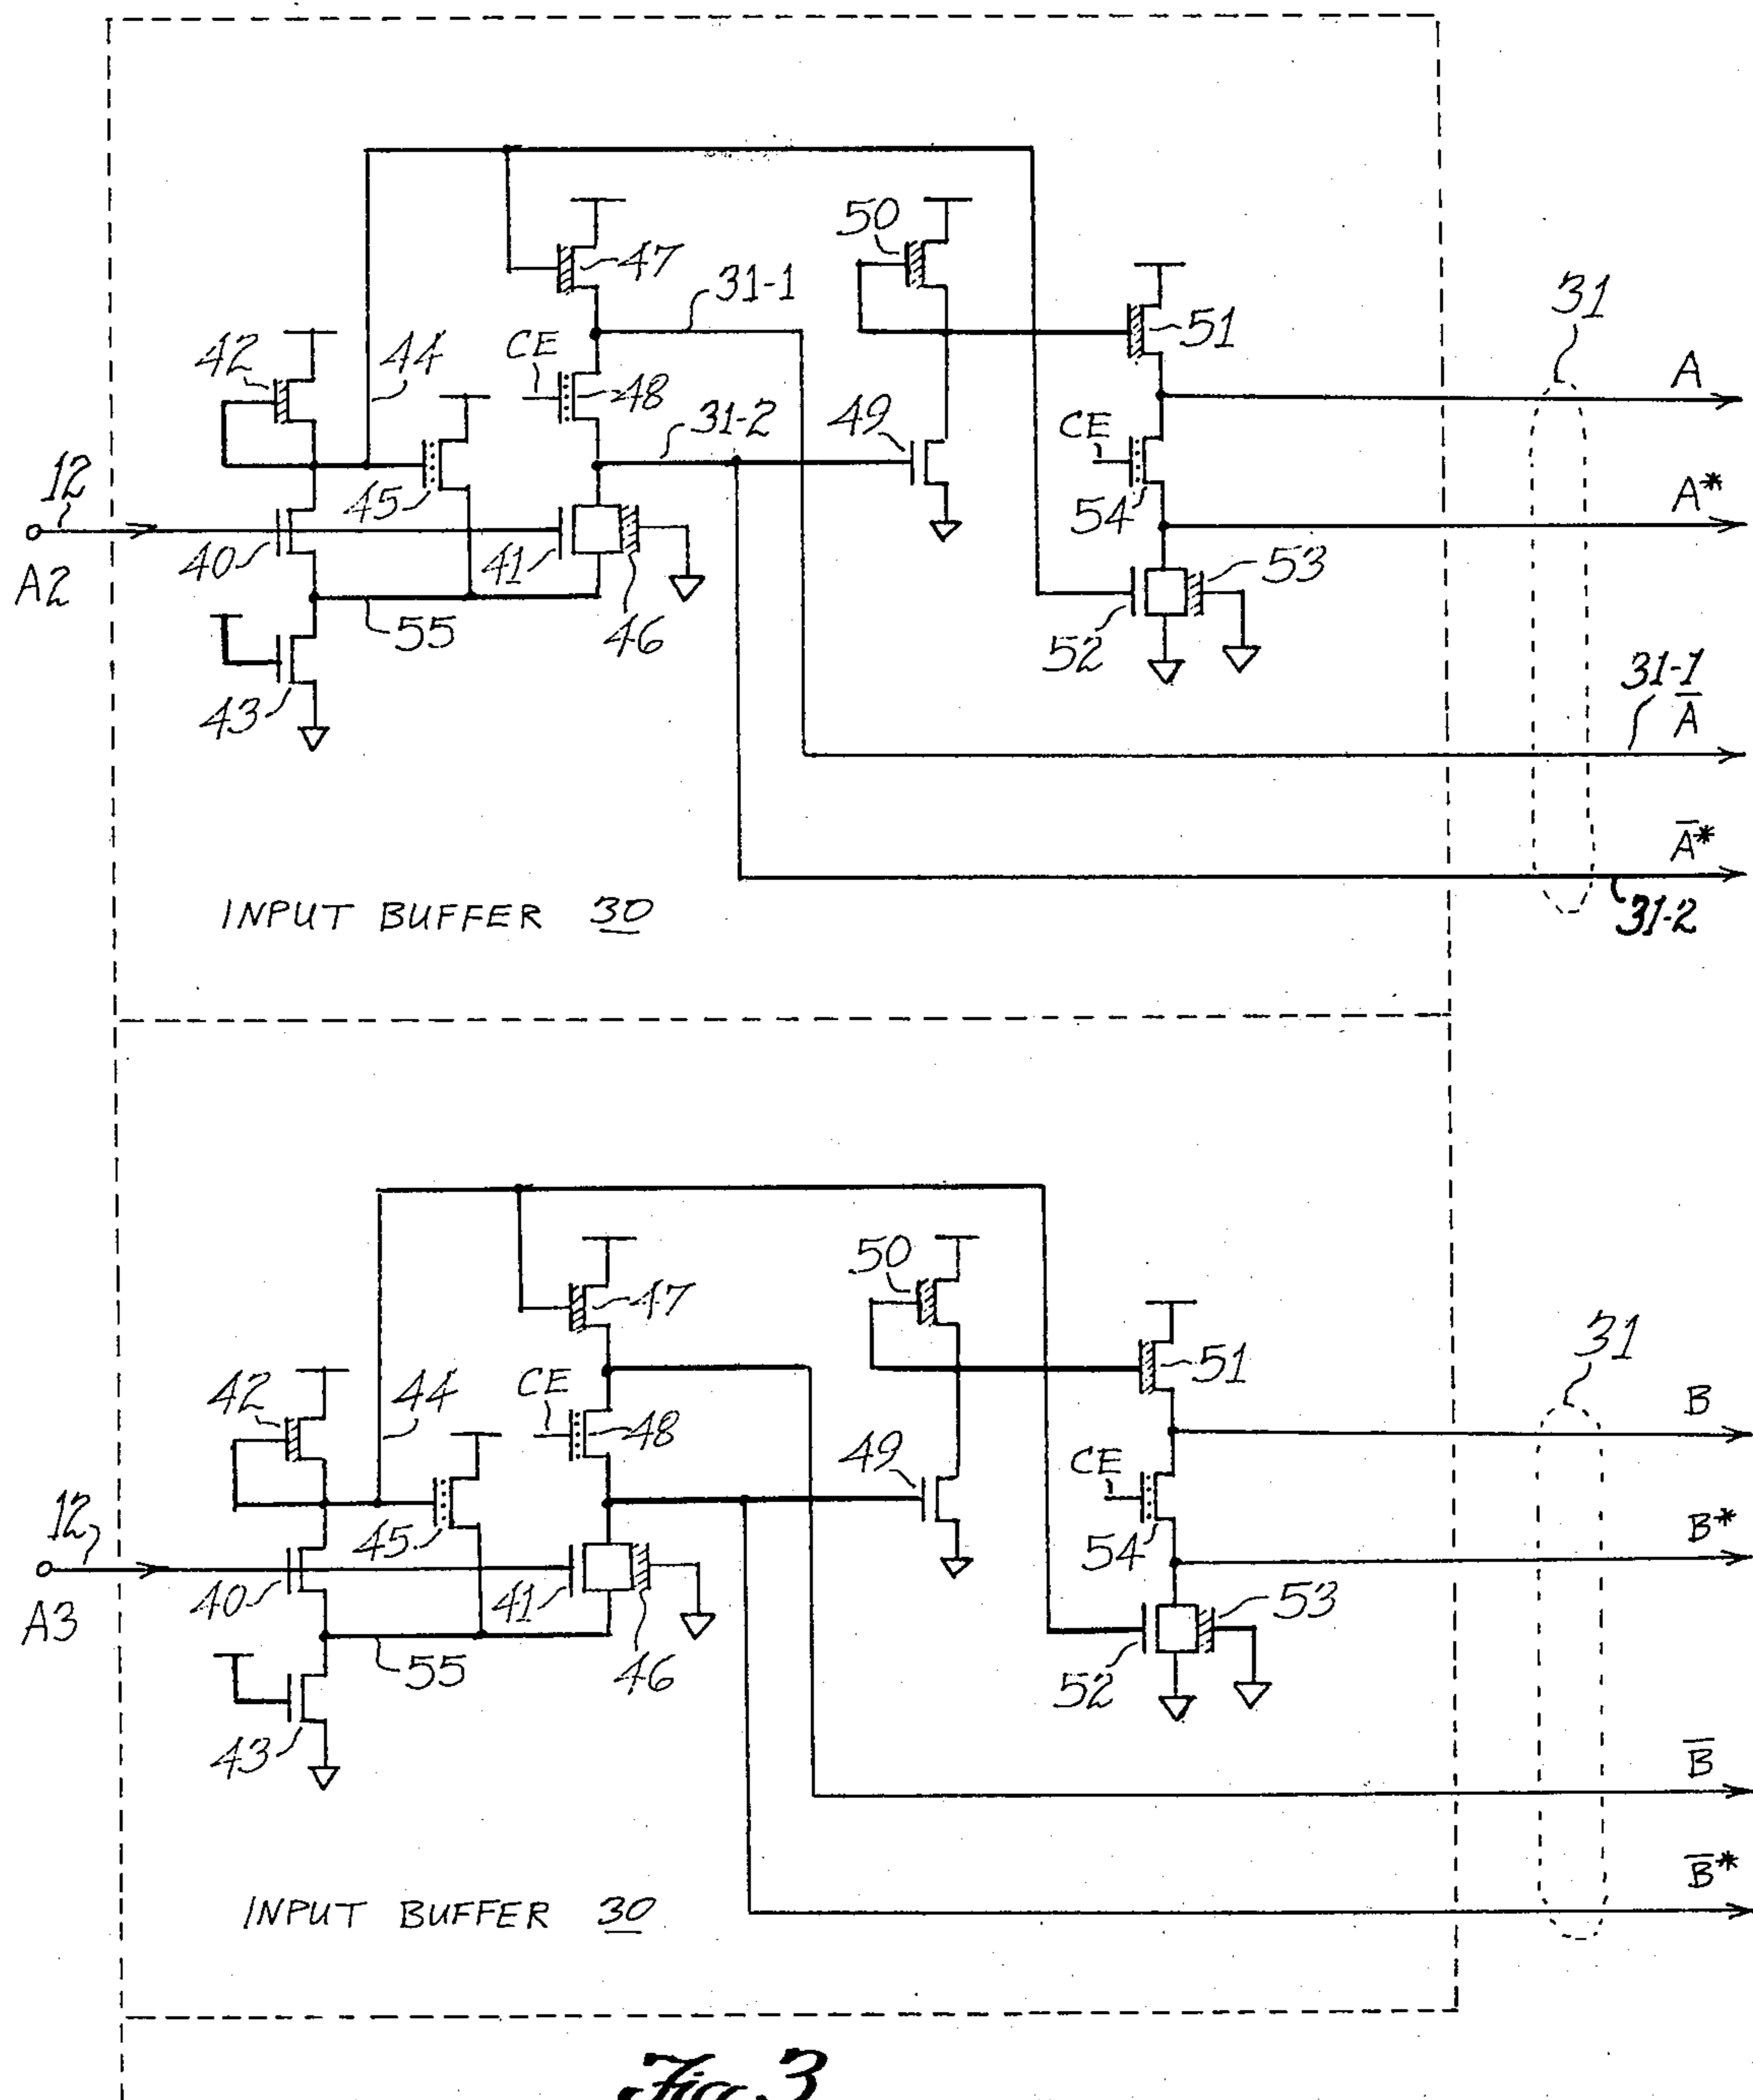 50
47
31-1
31
51
42
44
CE
A
48
31-2
49
CE
12
45
54
A*
40
41
53
A2
55
46
52
31-1
43
A̅
A̅*
INPUT BUFFER 30
31-2
50
47
31
51
42
44
CE
B
48
49
CE
12
45
54
B*
40
41
53
A3
55
46
52
43
B̅
B̅*
INPUT BUFFER 30
Fig. 3